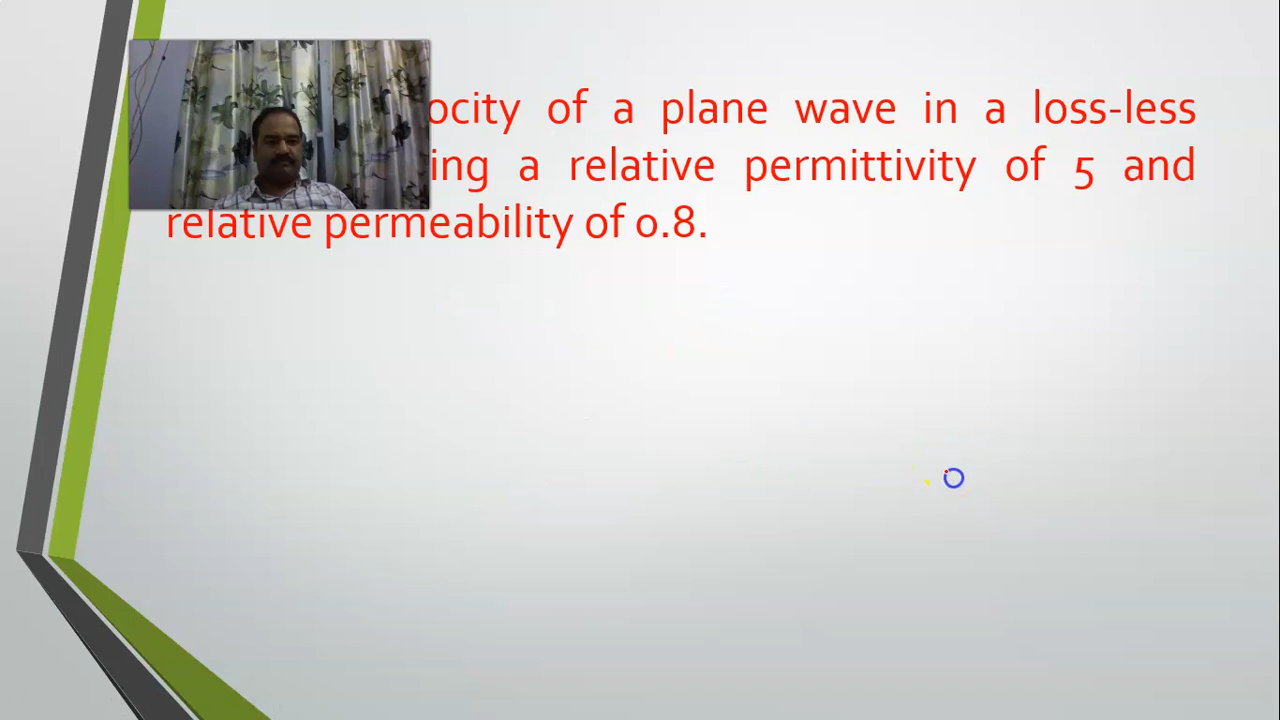 ocity of a plane wave in a loss-less
ing a relative permittivity of 5 and
relative permeability of 0.8.